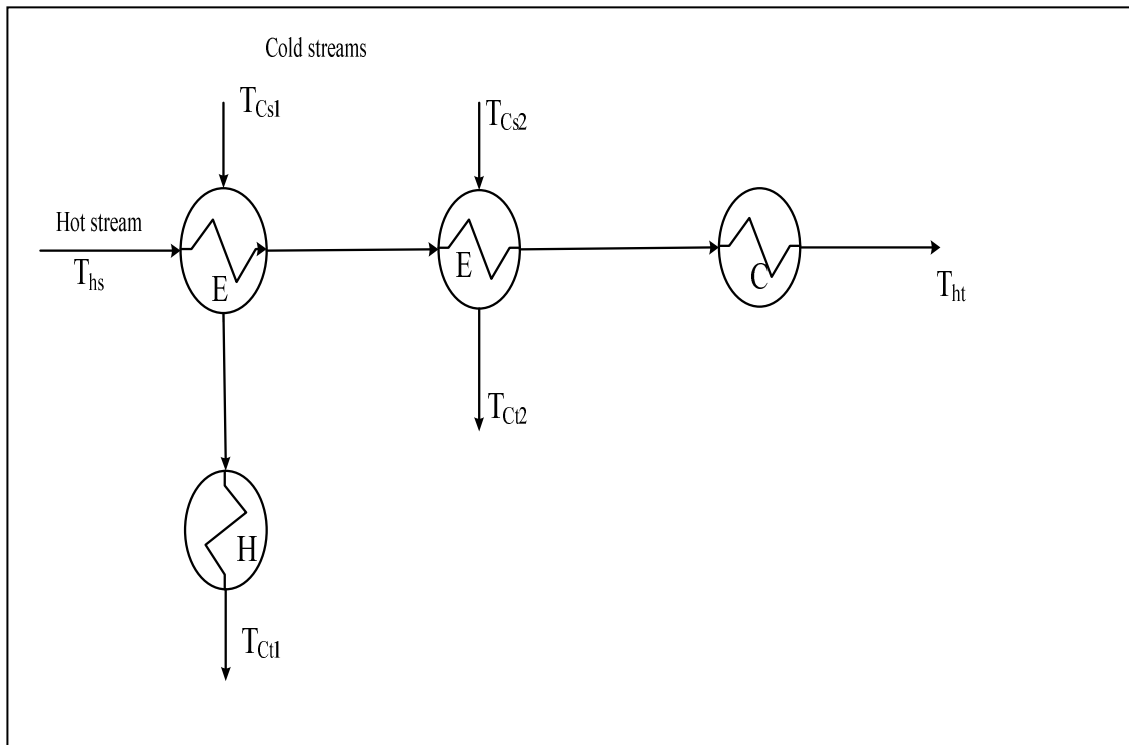 Cold streams
T_Cs1
T_Cs2
Hot stream
T_hs
E
E
C
T_ht
T_Ct2
H
T_Ct1